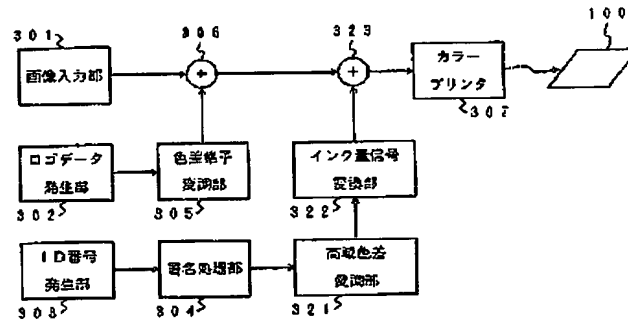 301
306
323
100
画像入力部
+
+
カラー
プリンタ
307
ロゴデータ
発生部
302
色差格子
変調部
305
インク量信号
変換部
322
ID番号
発生部
303
署名処理部
304
高域色差
変調部
321